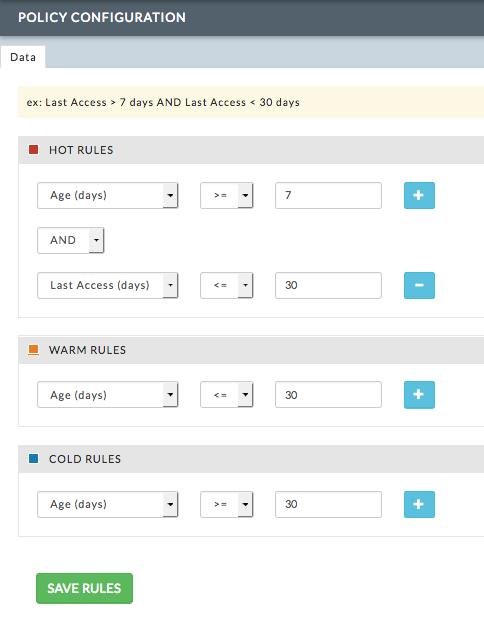 POLICY CONFIGURATION
Data
ex: Last Access > 7 days AND Last Access < 30 days
HOT RULES
Age (days) >= 7 +
AND
Last Access (days) <= 30 -
WARM RULES
Age (days) <= 30 +
COLD RULES
Age (days) >= 30 +
SAVE RULES